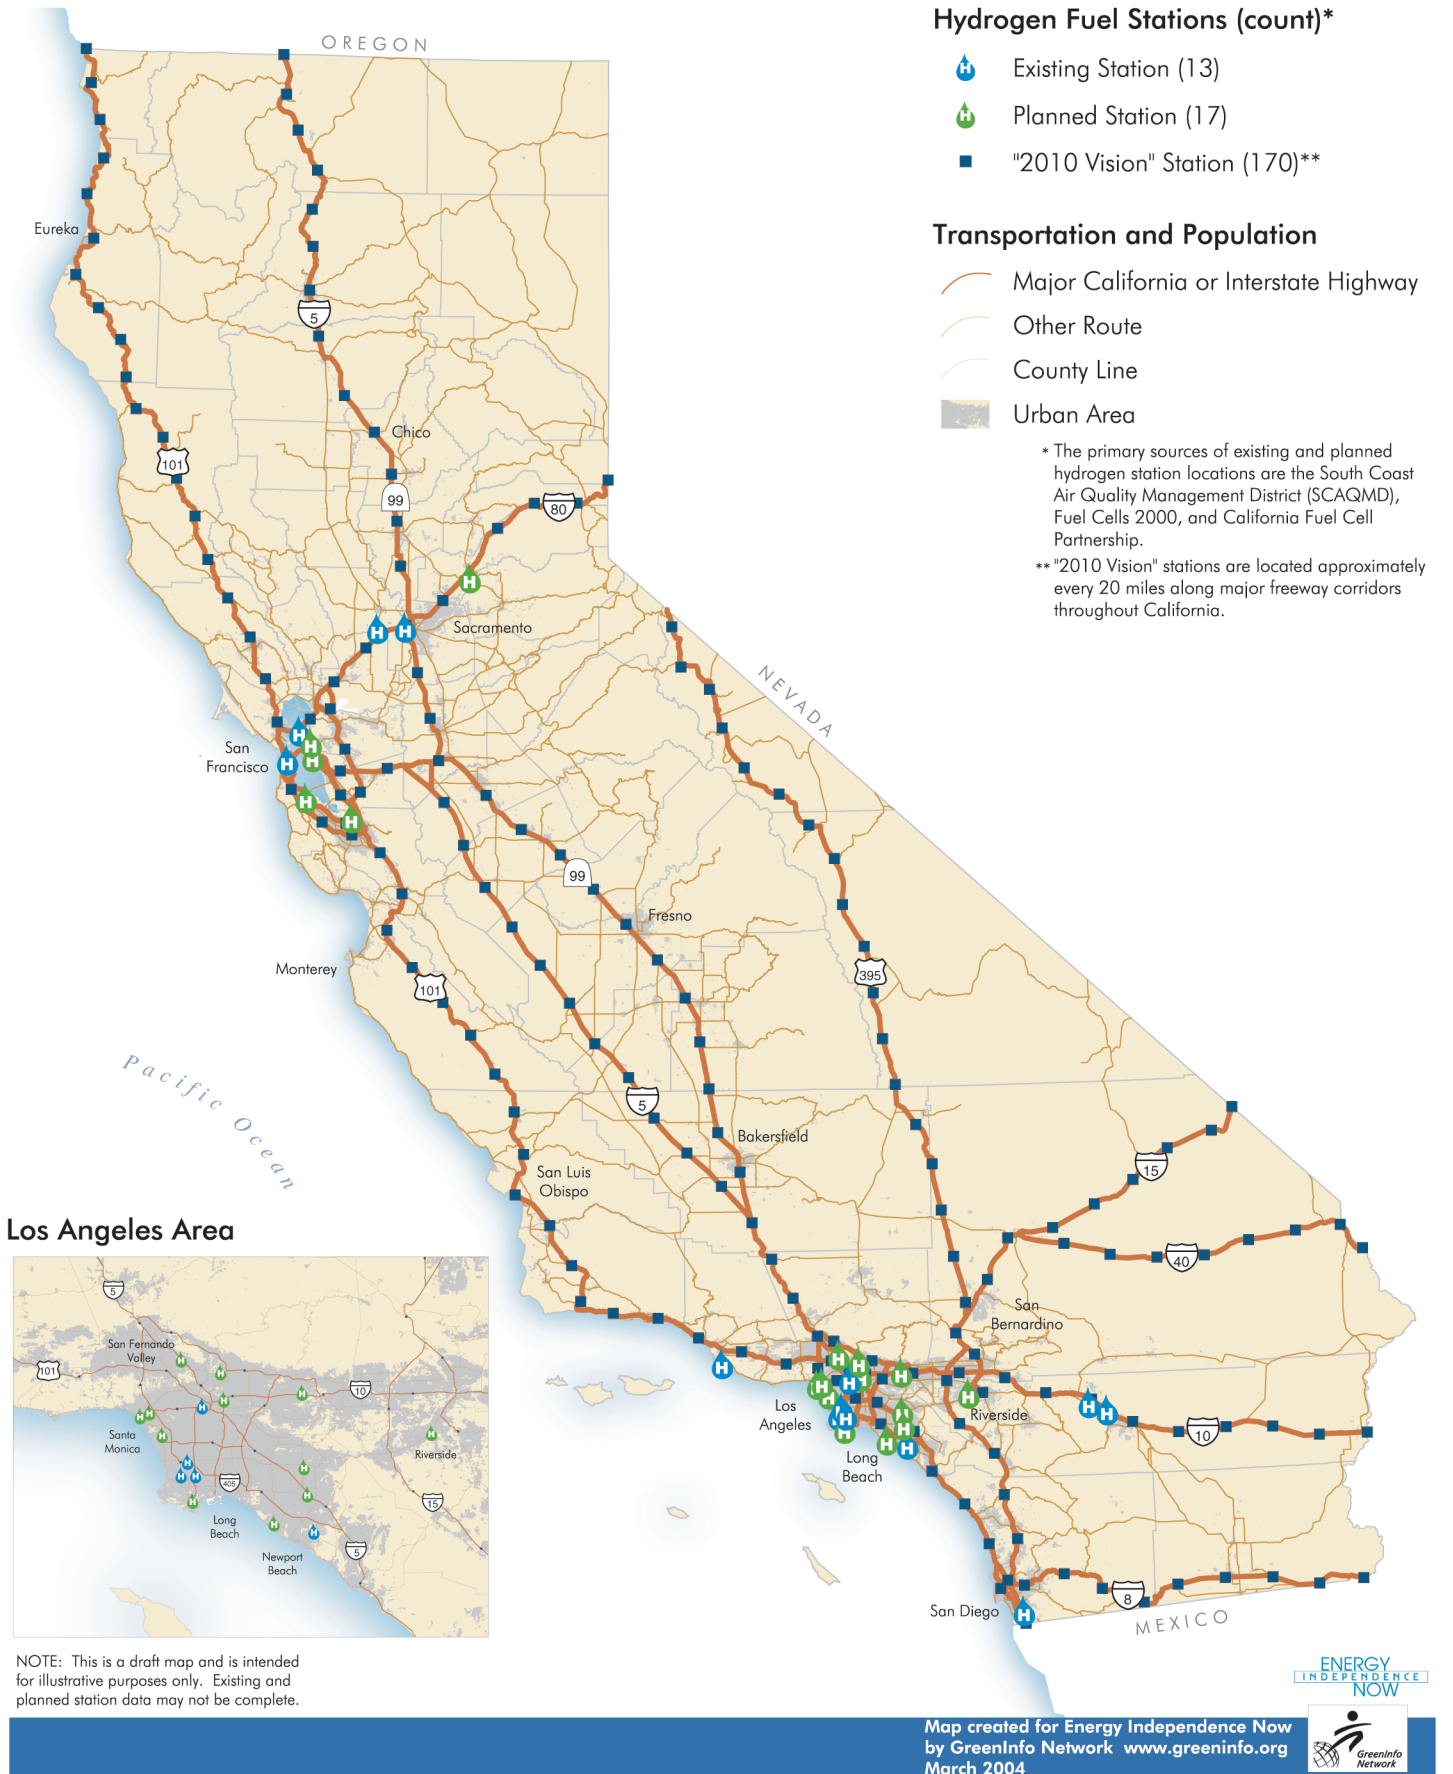 OREGON
Hydrogen Fuel Stations (count)*
H Existing Station (13)
H Planned Station (17)
"2010 Vision" Station (170)**
Transportation and Population
Major California or Interstate Highway
Other Route
County Line
Urban Area
* The primary sources of existing and planned
hydrogen station locations are the South Coast
Air Quality Management District (SCAQMD),
Fuel Cells 2000, and California Fuel Cell
Partnership.
** "2010 Vision" stations are located approximately
every 20 miles along major freeway corridors
throughout California.
Eureka
5
Chico
101
99
80
H
Sacramento
H H
NEVADA
San
Francisco
H
H
H
H
H
H
99
Fresno
Monterey
395
101
Pacific Ocean
5
Bakersfield
15
San Luis
Obispo
40
San
Bernardino
H
H H
H
H
H H
H
H
H
H H
Los
Angeles
Riverside
10
H
H
H
H
H H
Long
Beach
San Diego
H
8
MEXICO
Los Angeles Area
5
San Fernando
Valley
101
10
H
H
H
H
H
H H
Santa
Monica
H
H
Riverside
H
H H
H
405
H
H
15
Long
Beach
H
H
Newport
Beach
5
NOTE: This is a draft map and is intended
for illustrative purposes only. Existing and
planned station data may not be complete.
ENERGY
INDEPENDENCE
NOW
Map created for Energy Independence Now
by GreenInfo Network www.greeninfo.org
March 2004
GreenInfo
Network